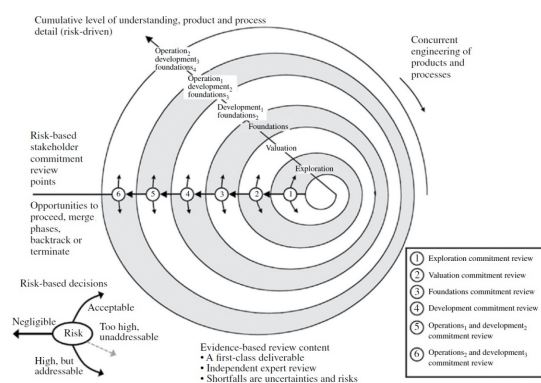 Cumulative level of understanding, product and process
detail (risk-driven)
Concurrent
engineering of
products and
processes
Operation₂
development₃
foundations₄
Operation₁
development₂
foundations₃
Development₁
foundations₂
Foundations
Valuation
Exploration
Risk-based
stakeholder
commitment
review
points
6 5 4 3 2 1
Opportunities to
proceed, merge
phases,
backtrack or
terminate
1 Exploration commitment review
2 Valuation commitment review
3 Foundations commitment review
4 Development commitment review
5 Operations₁ and development₂
commitment review
6 Operations₂ and development₃
commitment review
Risk-based decisions
Acceptable
Negligible
Risk
Too high,
unaddressable
High, but
addressable
Evidence-based review content
• A first-class deliverable
• Independent expert review
• Shortfalls are uncertainties and risks